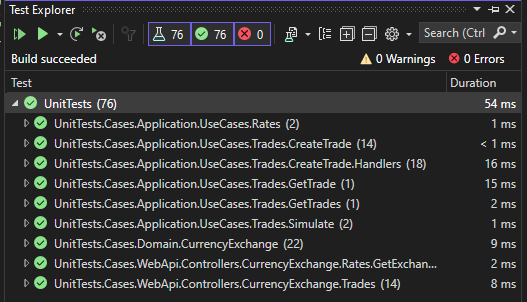 Test Explorer
76 76 0 Search (Ctrl
Build succeeded 0 Warnings 0 Errors
Test Duration
UnitTests (76) 54 ms
UnitTests.Cases.Application.UseCases.Rates (2) 1 ms
UnitTests.Cases.Application.UseCases.Trades.CreateTrade (14) < 1 ms
UnitTests.Cases.Application.UseCases.Trades.CreateTrade.Handlers (18) 16 ms
UnitTests.Cases.Application.UseCases.Trades.GetTrade (1) 15 ms
UnitTests.Cases.Application.UseCases.Trades.GetTrades (1) 2 ms
UnitTests.Cases.Application.UseCases.Trades.Simulate (2) 1 ms
UnitTests.Cases.Domain.CurrencyExchange (22) 9 ms
UnitTests.Cases.WebApi.Controllers.CurrencyExchange.Rates.GetExchan... 2 ms
UnitTests.Cases.WebApi.Controllers.CurrencyExchange.Trades (14) 8 ms